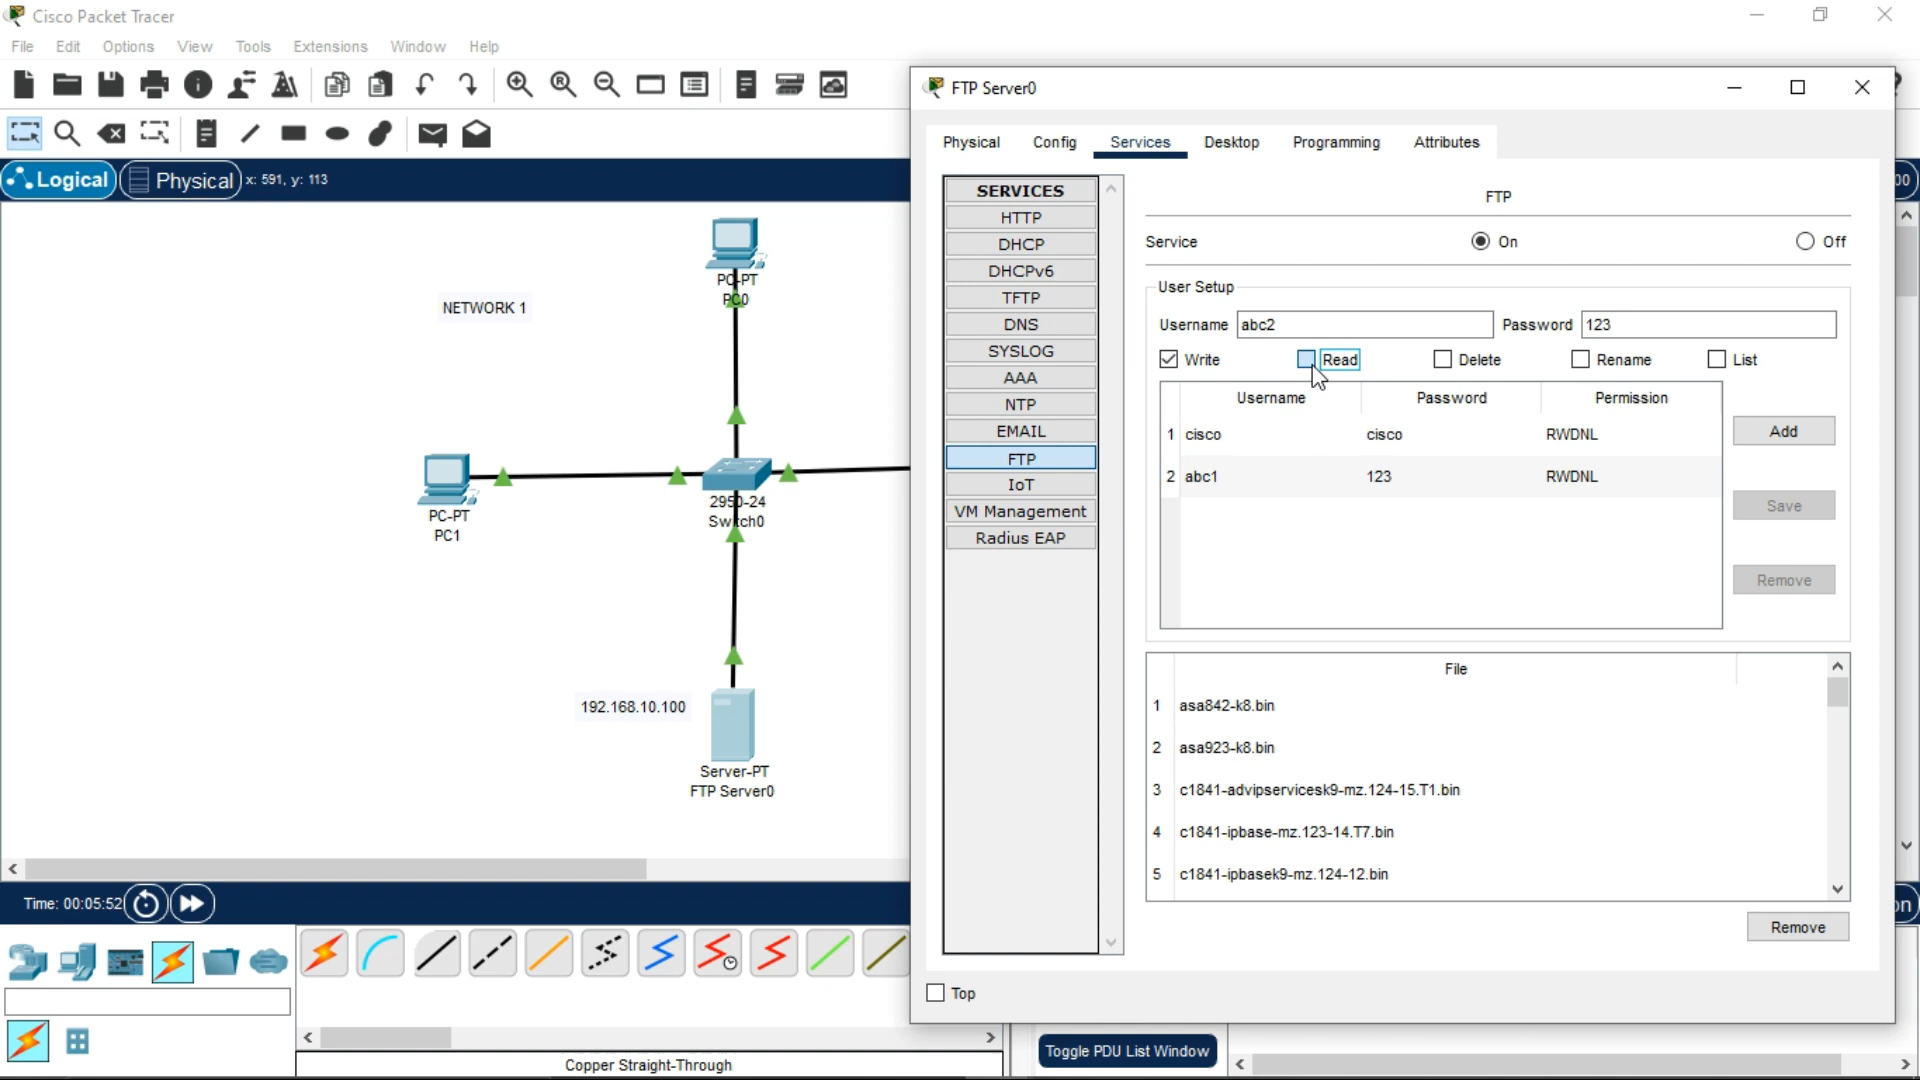 Cisco Packet Tracer
File Edit Options View Tools Extensions Window Help
Logical Physical x: 591, y: 113
NETWORK 1
PC-PT
PC0
PC-PT
PC1
2950-24
Switch0
192.168.10.100
Server-PT
FTP Server0
Time: 00:05:52
Copper Straight-Through
Toggle PDU List Window
FTP Server0
Physical Config Services Desktop Programming Attributes
SERVICES
HTTP
DHCP
DHCPv6
TFTP
DNS
SYSLOG
AAA
NTP
EMAIL
FTP
IoT
VM Management
Radius EAP
FTP
Service On Off
User Setup
Username abc2 Password 123
Write Read Delete Rename List
Username Password Permission
1 cisco cisco RWDNL
2 abc1 123 RWDNL
Add
Save
Remove
File
1 asa842-k8.bin
2 asa923-k8.bin
3 c1841-advipservicesk9-mz.124-15.T1.bin
4 c1841-ipbase-mz.123-14.T7.bin
5 c1841-ipbasek9-mz.124-12.bin
Remove
Top